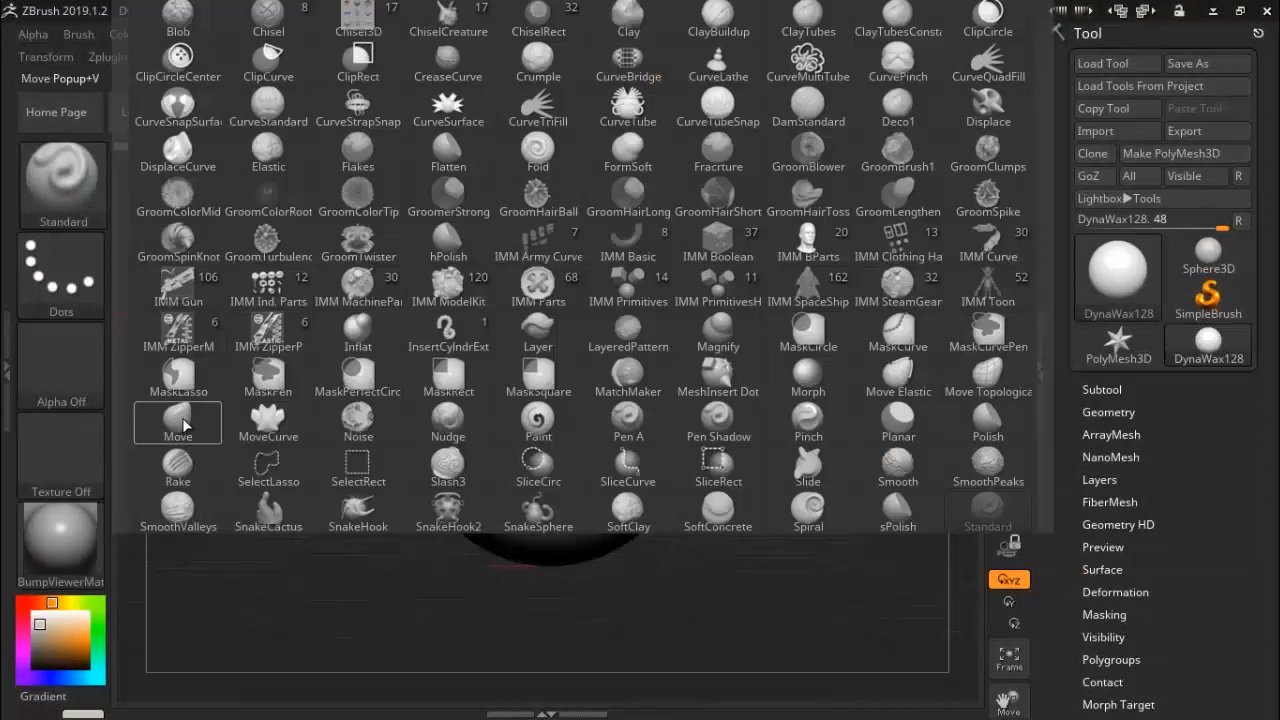 ZBrush 2019.1.2 D
Alpha Brush Co
Transform Zplugin
Move Popup+V
Home Page L
Standard
Dots
Alpha Off
Texture Off
BumpViewerMat
Gradient
Blob 8 Chisel 17 Chisel3D 17 ChiselCreature 32 ChiselRect Clay ClayBuildup ClayTubes ClayTubesConsta ClipCircle
ClipCircleCenter ClipCurve ClipRect CreaseCurve Crumple CurveBridge CurveLathe CurveMultiTube CurvePinch CurveQuadFill
CurveSnapSurfa CurveStandard CurveStrapSnap CurveSurface CurveTriFill CurveTube CurveTubeSnap DamStandard Deco1 Displace
DisplaceCurve Elastic Flakes Flatten Fold FormSoft Fracrture GroomBlower GroomBrush1 GroomClumps
GroomColorMid GroomColorRoot GroomColorTip GroomerStrong GroomHairBall GroomHairLong GroomHairShort GroomHairToss GroomLengthen GroomSpike
GroomSpinKnot GroomTurbulenc GroomTwister hPolish 7 IMM Army Curve 8 IMM Basic 37 IMM Boolean 20 IMM BParts 13 IMM Clothing Ha 30 IMM Curve
106 IMM Gun 12 IMM Ind. Parts 30 IMM MachinePar 120 IMM ModelKit 68 IMM Parts 14 IMM Primitives 11 IMM PrimitivesH 162 IMM SpaceShip 32 IMM SteamGear 52 IMM Toon
6 IMM ZipperM 6 IMM ZipperP Inflat 1 InsertCylndrExt Layer LayeredPattern Magnify MaskCircle MaskCurve MaskCurvePen
MaskLasso MaskPen MaskPerfectCirc MaskRect MaskSquare MatchMaker MeshInsert Dot Morph Move Elastic Move Topologica
Move MoveCurve Noise Nudge Paint Pen A Pen Shadow Pinch Planar Polish
Rake SelectLasso SelectRect Slash3 SliceCirc SliceCurve SliceRect Slide Smooth SmoothPeaks
SmoothValleys SnakeCactus SnakeHook SnakeHook2 SnakeSphere SoftClay SoftConcrete Spiral sPolish Standard
XYZ
Y
Z
Frame
Move
Tool
Load Tool Save As
Load Tools From Project
Copy Tool Paste Tool
Import Export
Clone Make PolyMesh3D
GoZ All Visible R
Lightbox▶Tools
DynaWax128. 48 R
DynaWax128 Sphere3D
SimpleBrush
PolyMesh3D DynaWax128
Subtool
Geometry
ArrayMesh
NanoMesh
Layers
FiberMesh
Geometry HD
Preview
Surface
Deformation
Masking
Visibility
Polygroups
Contact
Morph Target